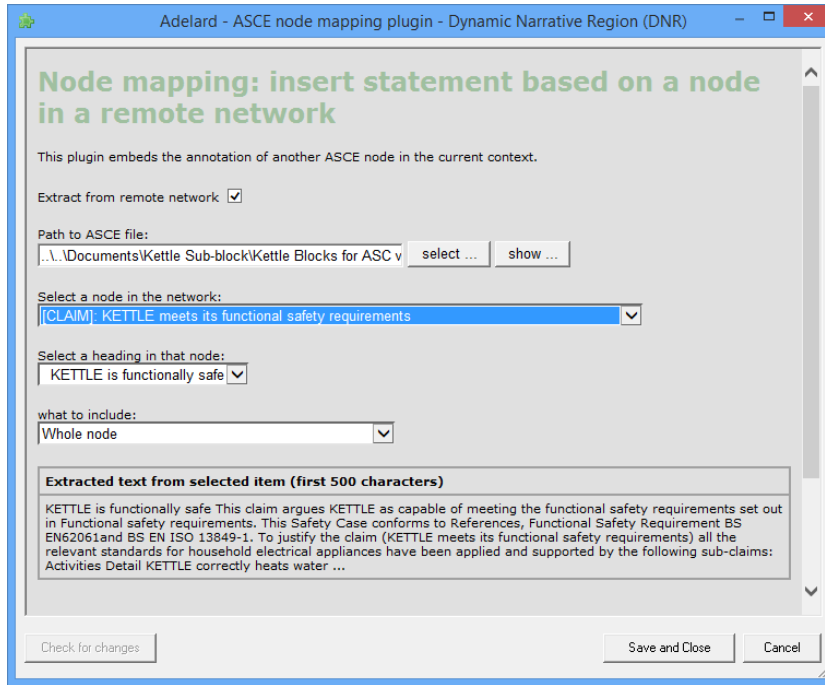 Adelard - ASCE node mapping plugin - Dynamic Narrative Region (DNR)
Node mapping: insert statement based on a node
in a remote network
This plugin embeds the annotation of another ASCE node in the current context.
Extract from remote network
Path to ASCE file:
..\..\Documents\Kettle Sub-block\Kettle Blocks for ASC v
select ...
show ...
Select a node in the network:
[CLAIM]: KETTLE meets its functional safety requirements
Select a heading in that node:
KETTLE is functionally safe
what to include:
Whole node
Extracted text from selected item (first 500 characters)
KETTLE is functionally safe This claim argues KETTLE as capable of meeting the functional safety requirements set out
in Functional safety requirements. This Safety Case conforms to References, Functional Safety Requirement BS
EN62061and BS EN ISO 13849-1. To justify the claim (KETTLE meets its functional safety requirements) all the
relevant standards for household electrical appliances have been applied and supported by the following sub-claims:
Activities Detail KETTLE correctly heats water ...
Check for changes
Save and Close
Cancel